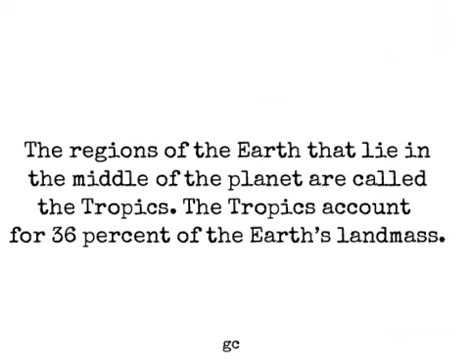 The regions of the Earth that lie in
the middle of the planet are called
the Tropics. The Tropics account
for 36 percent of the Earth's landmass.
gc